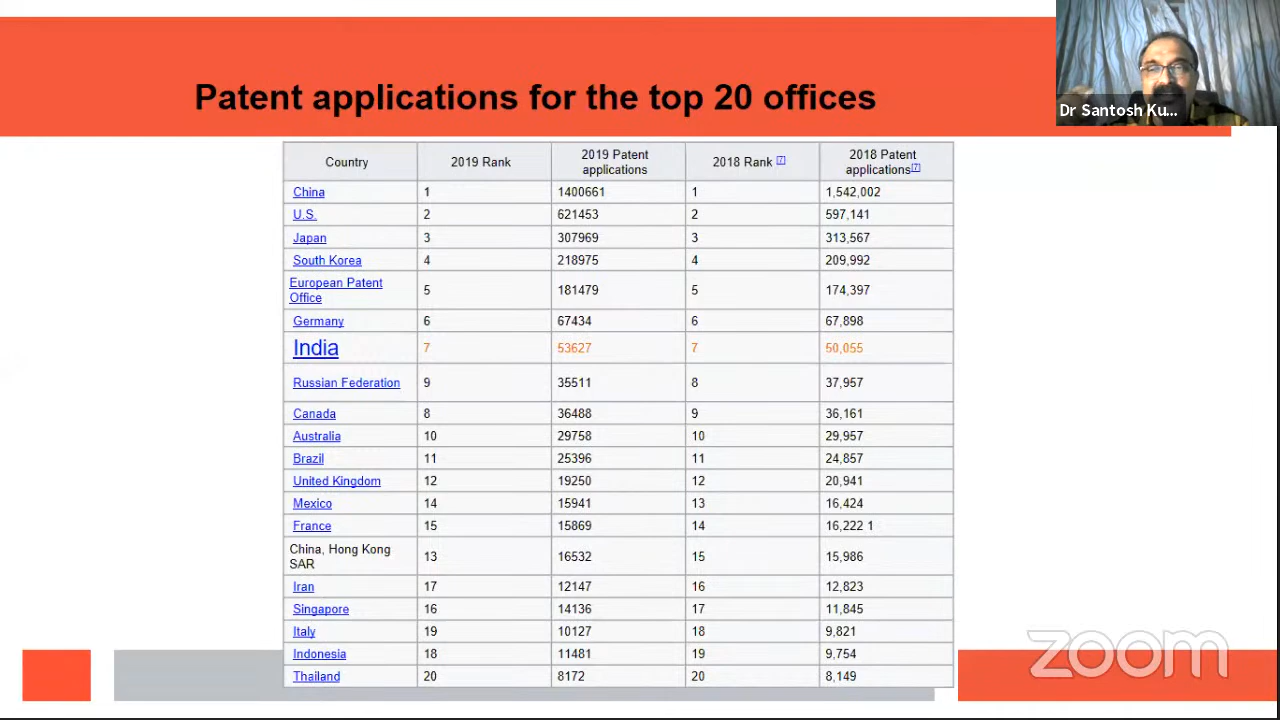 Patent applications for the top 20 offices
Dr Santosh Ku...
Country 2019 Rank 2019 Patent applications 2018 Rank [7] 2018 Patent applications[7]
China 1 1400661 1 1,542,002
U.S. 2 621453 2 597,141
Japan 3 307969 3 313,567
South Korea 4 218975 4 209,992
European Patent Office 5 181479 5 174,397
Germany 6 67434 6 67,898
India 7 53627 7 50,055
Russian Federation 9 35511 8 37,957
Canada 8 36488 9 36,161
Australia 10 29758 10 29,957
Brazil 11 25396 11 24,857
United Kingdom 12 19250 12 20,941
Mexico 14 15941 13 16,424
France 15 15869 14 16,222 1
China, Hong Kong SAR 13 16532 15 15,986
Iran 17 12147 16 12,823
Singapore 16 14136 17 11,845
Italy 19 10127 18 9,821
Indonesia 18 11481 19 9,754
Thailand 20 8172 20 8,149
zoom